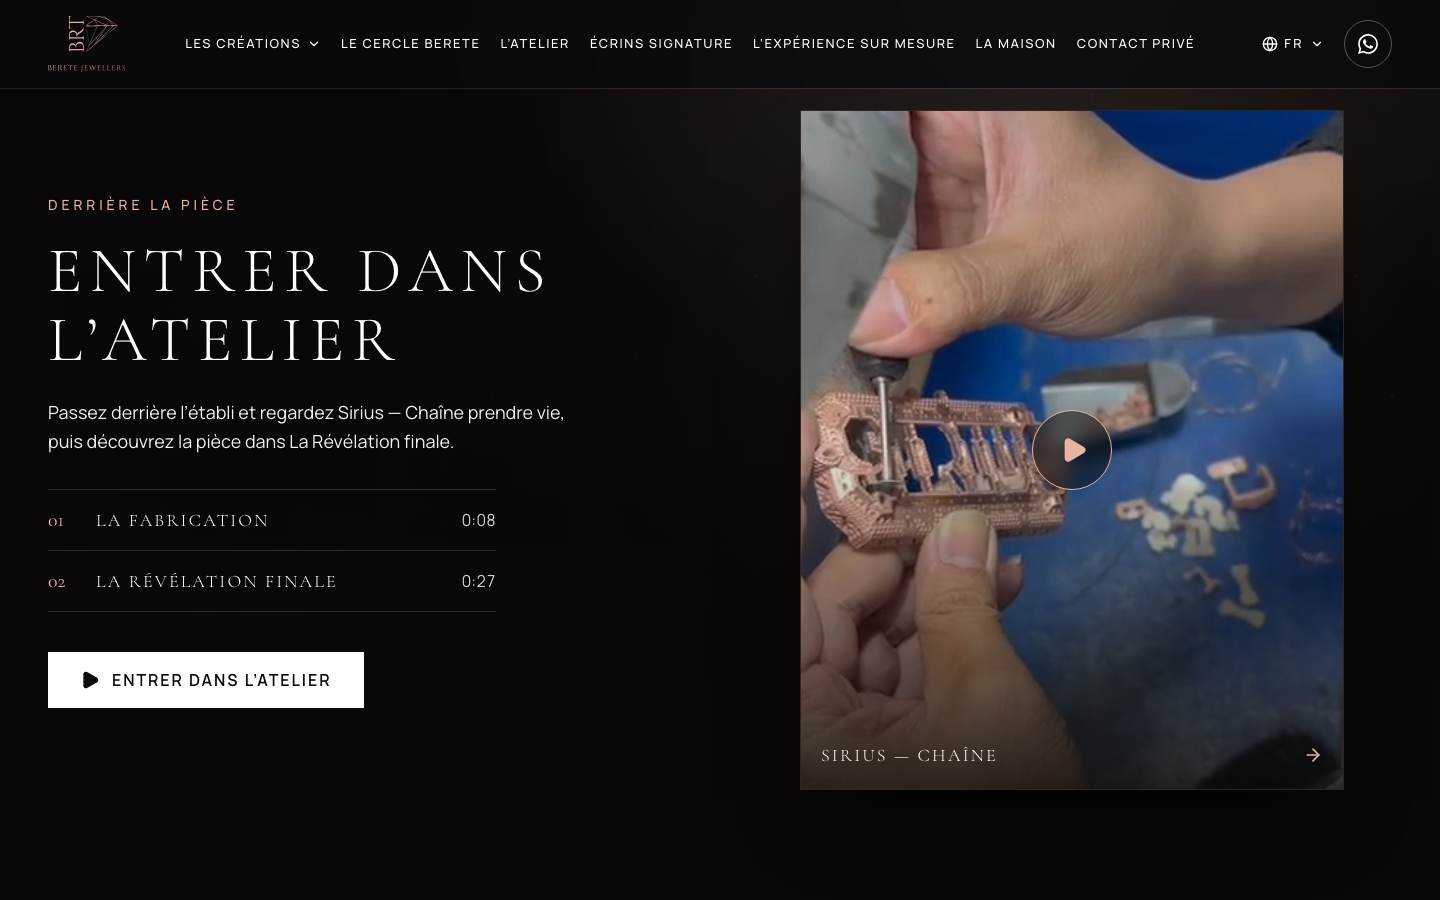 BRT
BERETE JEWELLERS
LES CRÉATIONS
LE CERCLE BERETE
L’ATELIER
ÉCRINS SIGNATURE
L’EXPÉRIENCE SUR MESURE
LA MAISON
CONTACT PRIVÉ
FR
DERRIÈRE LA PIÈCE
ENTRER DANS
L’ATELIER
Passez derrière l’établi et regardez Sirius — Chaîne prendre vie,
puis découvrez la pièce dans La Révélation finale.
01 LA FABRICATION 0:08
02 LA RÉVÉLATION FINALE 0:27
ENTRER DANS L’ATELIER
SIRIUS — CHAÎNE